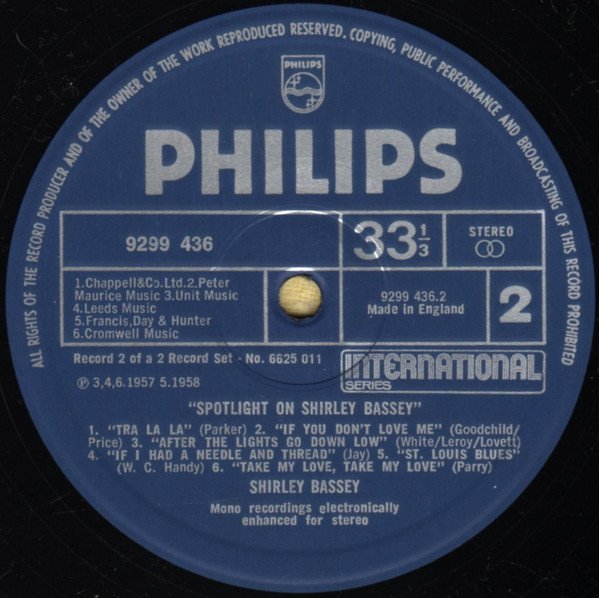 ALL RIGHTS OF THE RECORD PRODUCER AND OF THE OWNER OF THE WORK REPRODUCED RESERVED. COPYING, PUBLIC PERFORMANCE AND BROADCASTING OF THIS RECORD PROHIBITED
PHILIPS
PHILIPS
9299 436
33 1/3
STEREO
1.Chappell&Co.Ltd.2.Peter
Maurice Music 3.Unit Music
4.Leeds Music
5.Francis,Day & Hunter
6.Cromwell Music
9299 436.2
Made in England
2
Record 2 of a 2 Record Set - No. 6625 011
INTERNATIONAL
SERIES
℗ 3,4,6.1957 5.1958
"SPOTLIGHT ON SHIRLEY BASSEY"
1. "TRA LA LA" (Parker) 2. "IF YOU DON'T LOVE ME" (Goodchild/
Price) 3. "AFTER THE LIGHTS GO DOWN LOW" (White/Leroy/Lovett)
4. "IF I HAD A NEEDLE AND THREAD" (Jay) 5. "ST. LOUIS BLUES"
(W. C. Handy) 6. "TAKE MY LOVE, TAKE MY LOVE" (Parry)
SHIRLEY BASSEY
Mono recordings electronically
enhanced for stereo